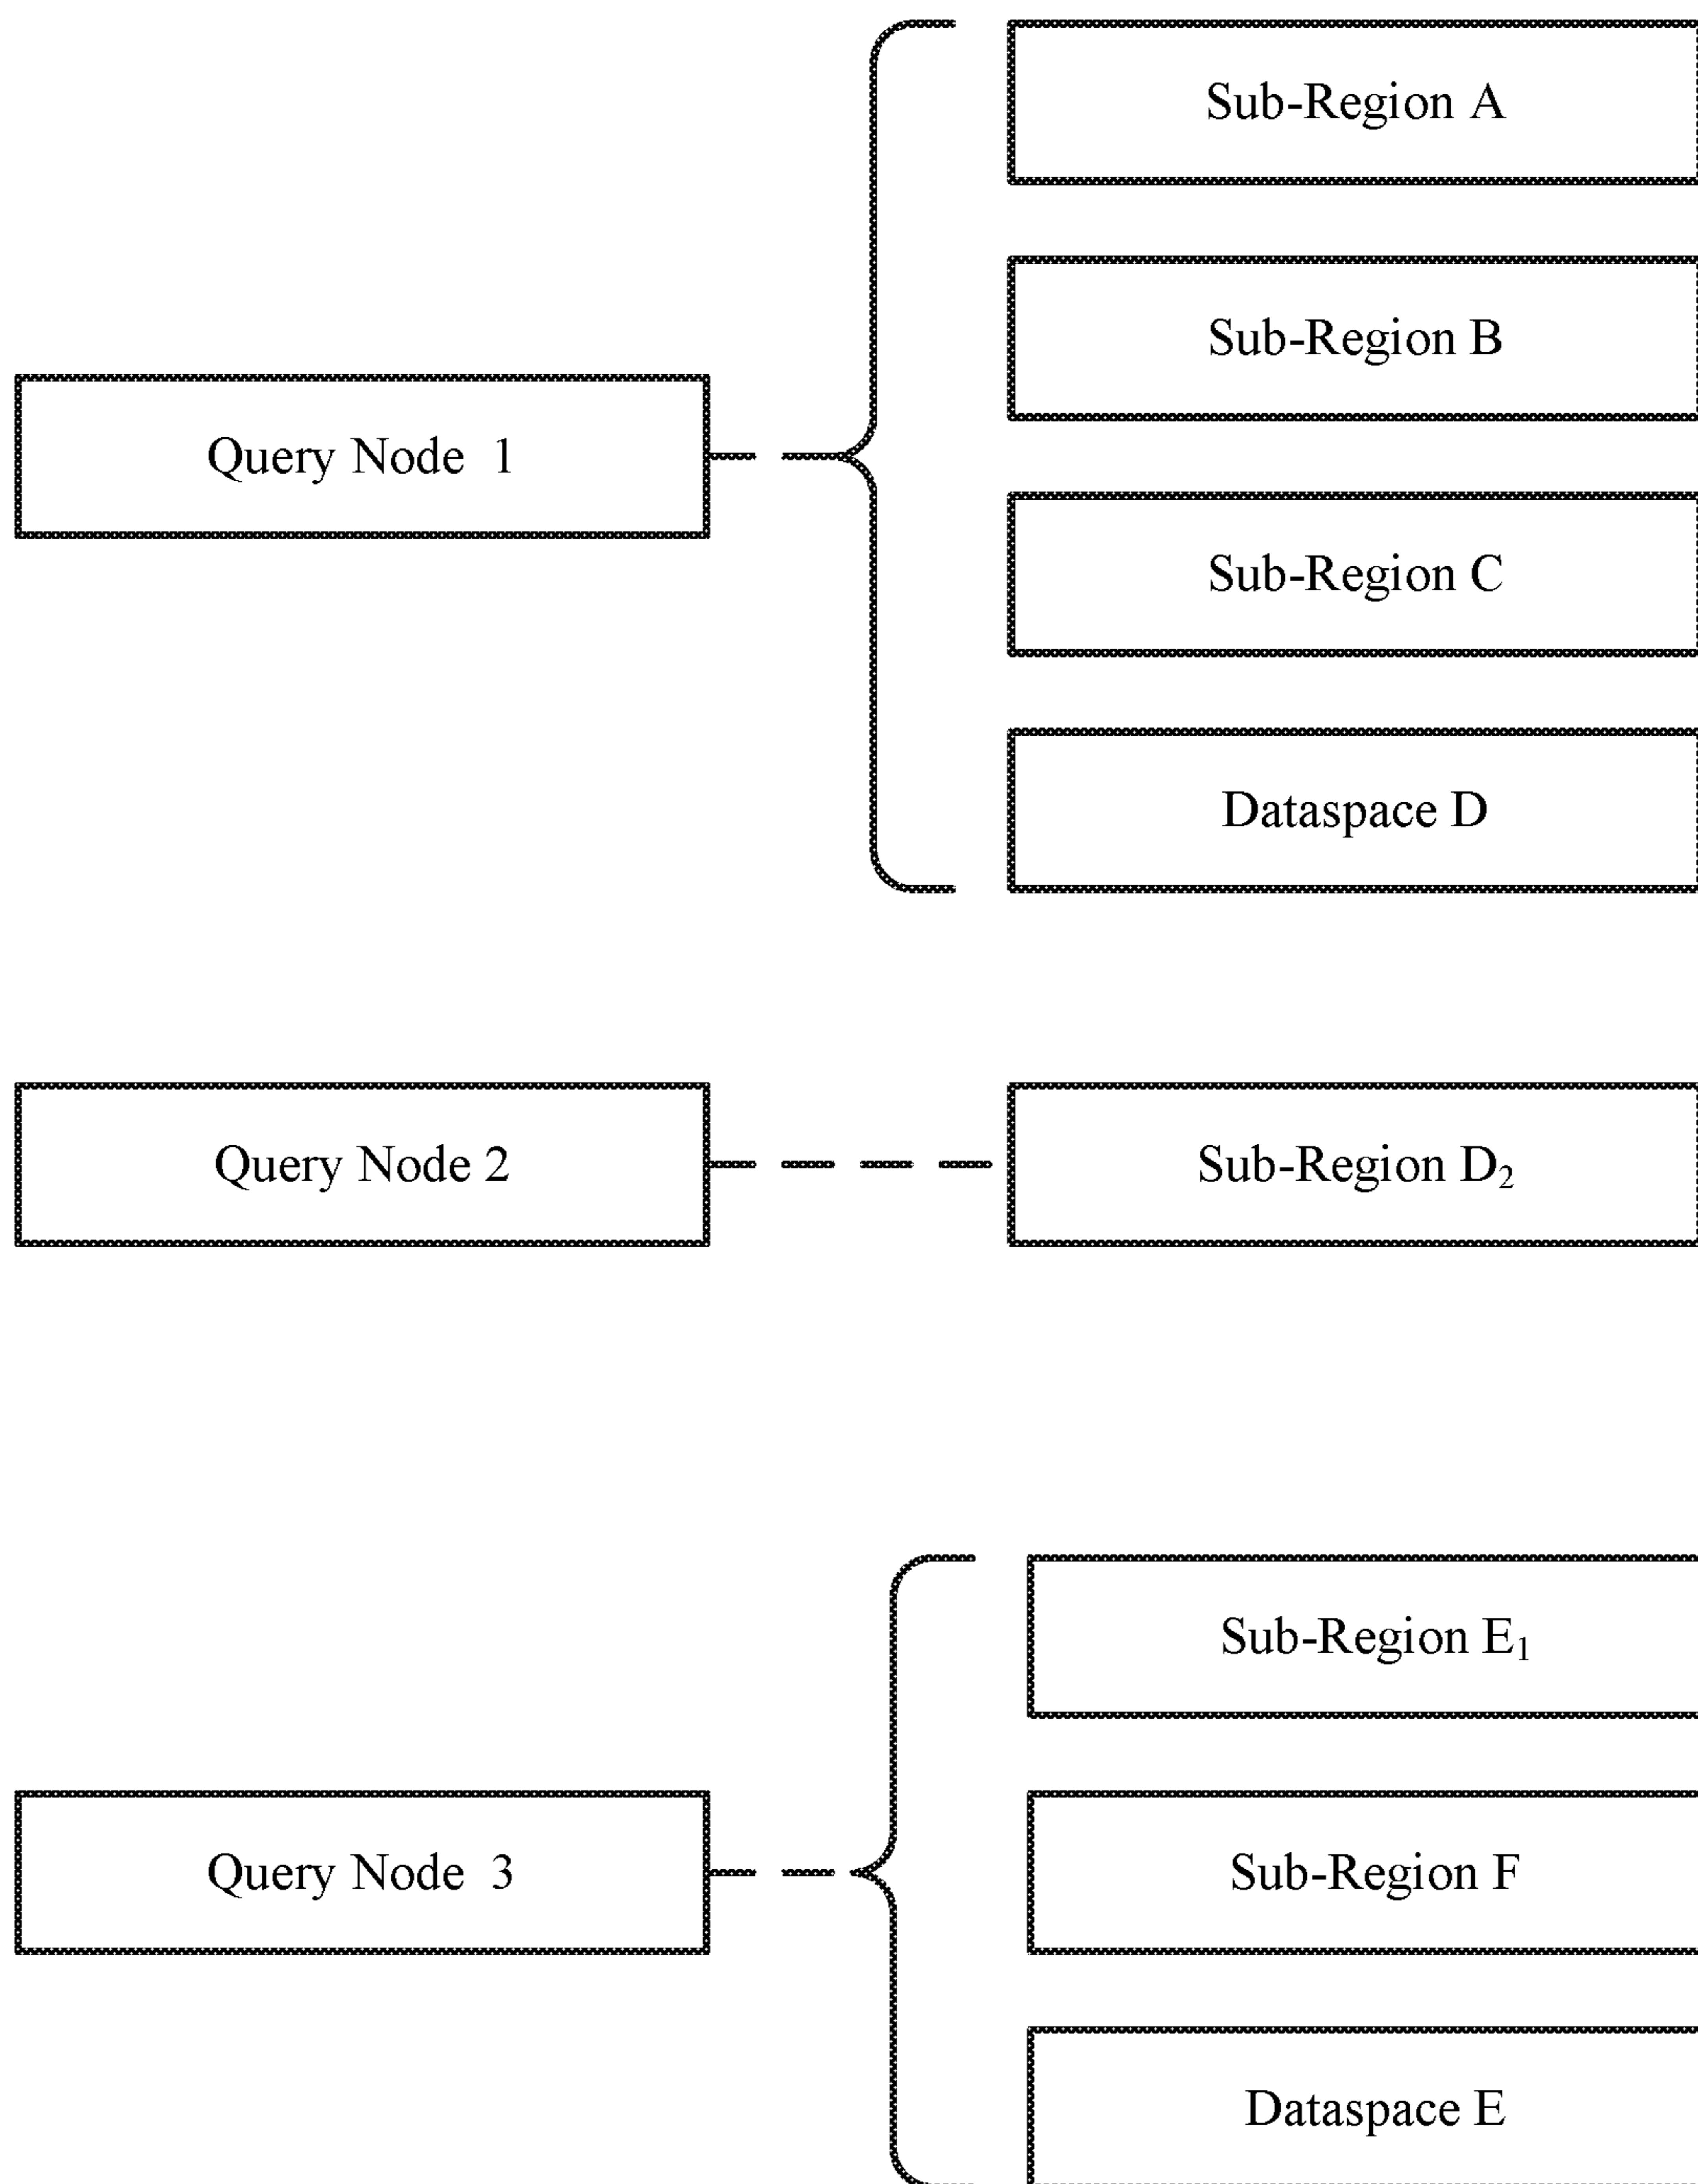 Sub-Region A
Sub-Region B
Query Node 1
Sub-Region C
Dataspace D
Query Node 2
Sub-Region D₂
Sub-Region E₁
Query Node 3
Sub-Region F
Dataspace E